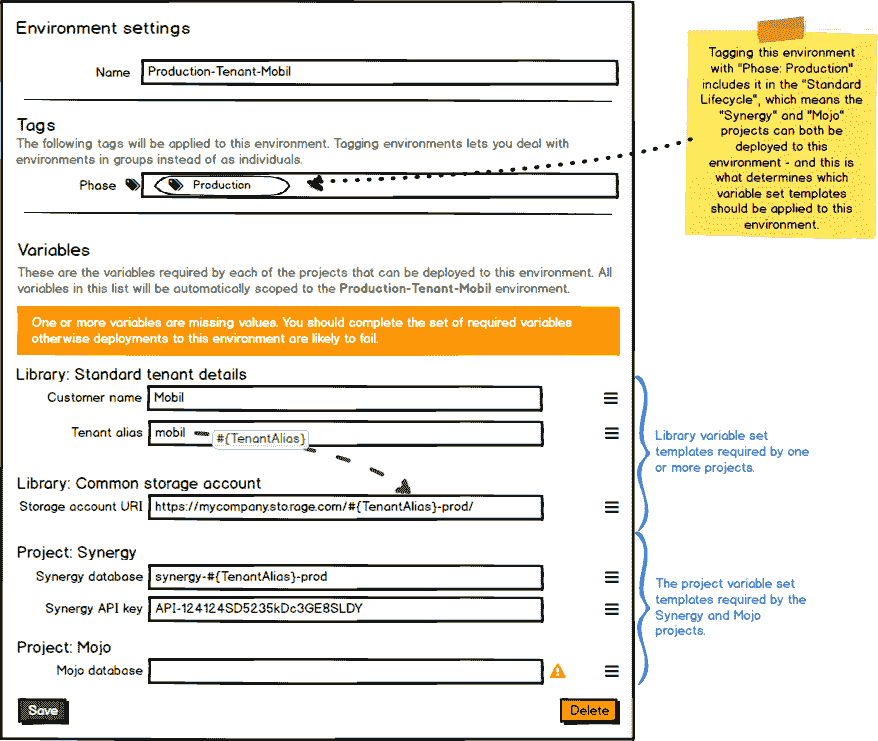 Environment settings
Name Production-Tenant-Mobil
Tags
The following tags will be applied to this environment. Tagging environments lets you deal with
environments in groups instead of as individuals.
Phase Production
Variables
These are the variables required by each of the projects that can be deployed to this environment. All
variables in this list will be automatically scoped to the Production-Tenant-Mobil environment.
One or more variables are missing values. You should complete the set of required variables
otherwise deployments to this environment are likely to fail.
Library: Standard tenant details
Customer name Mobil
Tenant alias mobil #{TenantAlias}
Library: Common storage account
Storage account URI https://mycompany.storage.com/#{TenantAlias}-prod/
Project: Synergy
Synergy database synergy-#{TenantAlias}-prod
Synergy API key API-124124SD5235kDc3GE8SLDY
Project: Mojo
Mojo database
Save Delete
Tagging this environment
with "Phase: Production"
includes it in the "Standard
Lifecycle", which means the
"Synergy" and "Mojo"
projects can both be
deployed to this
environment - and this is
what determines which
variable set templates
should be applied to this
environment.
Library variable set
templates required by one
or more projects.
The project variable set
templates required by the
Synergy and Mojo
projects.